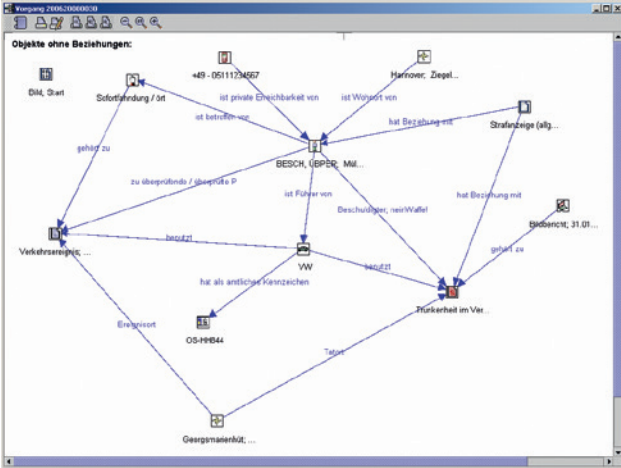 Vorgang 200620000000
Objekte ohne Beziehungen:
Bild, Start
Sofortfahndung / ört
+49 - 05111234567
Hannover; Ziegel...
Strafanzeige (allg...
ist private Erreichbarkeit von
ist Wohnort von
ist betroffen von
hat Beziehung mit
gehört zu
BESCH, ÜBPER; Mül...
zu überprüfende / überprüfte P
ist Führer von
Beschuldigter, nein\Waffe!
hat Beziehung mit
Bildbericht; 31.01...
gehört zu
Verkehrsereignis; ...
benutzt
VW
benutzt
hat als amtliches Kennzeichen
Trunkenheit im Ver...
OS-HH844
Ereignisort
Tatort
Georgsmarienhüt; ...